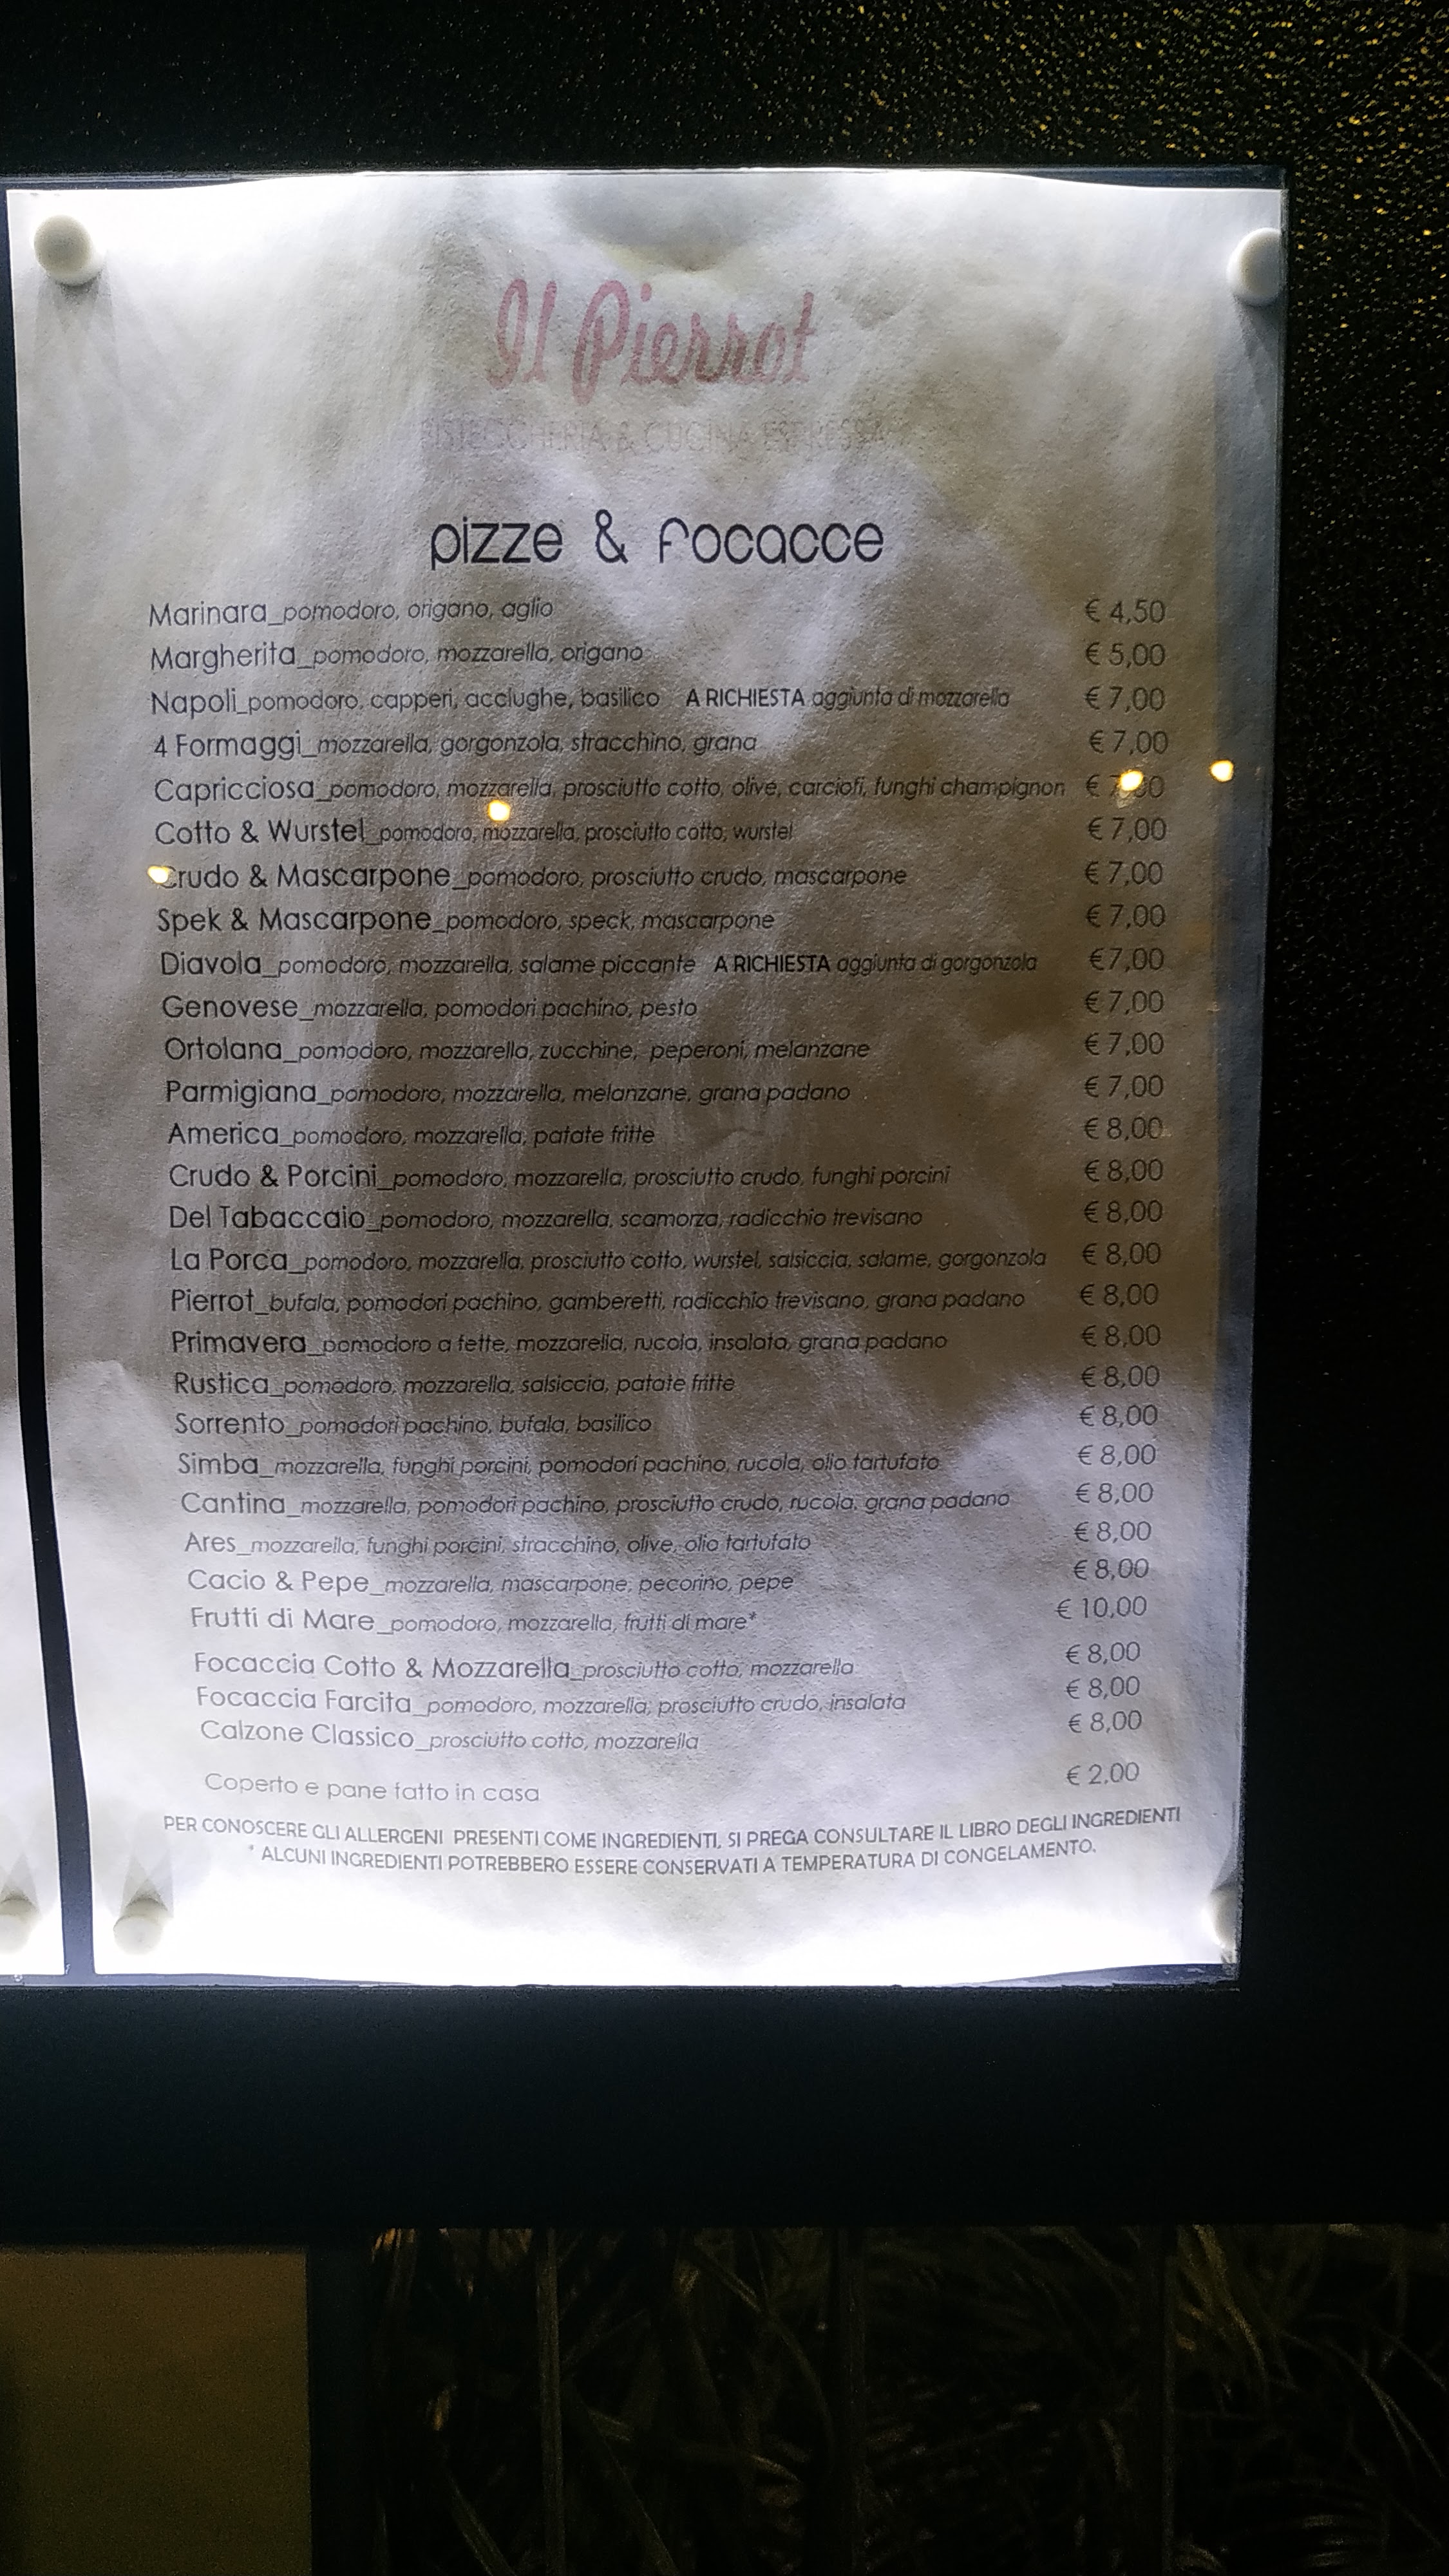 Il Pierrot
BISTECCHERIA & CUCINA ESPRESSA
pizze & focacce
Marinara_pomodoro, origano, aglio € 4,50
Margherita_pomodoro, mozzarella, origano € 5,00
Napoli_pomodoro, capperi, acciughe, basilico A RICHIESTA aggiunta di mozzarella € 7,00
4 Formaggi_mozzarella, gorgonzola, stracchino, grana € 7,00
Capricciosa_pomodoro, mozzarella, prosciutto cotto, olive, carciofi, funghi champignon €
Cotto & Wurstel_pomodoro, mozzarella, prosciutto cotto, wurstel € 7,00
Crudo & Mascarpone_pomodoro, prosciutto crudo, mascarpone € 7,00
Spek & Mascarpone_pomodoro, speck, mascarpone € 7,00
Diavola_pomodoro, mozzarella, salame piccante A RICHIESTA aggiunta di gorgonzola €7,00
Genovese_mozzarella, pomodori pachino, pesto € 7,00
Ortolana_pomodoro, mozzarella, zucchine, peperoni, melanzane € 7,00
Parmigiana_pomodoro, mozzarella, melanzane, grana padano € 7,00
America_pomodoro, mozzarella, patate fritte € 8,00
Crudo & Porcini_pomodoro, mozzarella, prosciutto crudo, funghi porcini € 8,00
Del Tabaccaio_pomodoro, mozzarella, scamorza, radicchio trevisano € 8,00
La Porca_pomodoro, mozzarella, prosciutto cotto, wurstel, salsiccia, salame, gorgonzola € 8,00
Pierrot_bufala, pomodori pachino, gamberetti, radicchio trevisano, grana padano € 8,00
Primavera_pomodoro a fette, mozzarella, rucola, insalata, grana padano € 8,00
Rustica_pomodoro, mozzarella, salsiccia, patate fritte € 8,00
Sorrento_pomodori pachino, bufala, basilico € 8,00
Simba_mozzarella, funghi porcini, pomodori pachino, rucola, olio tartufato € 8,00
Cantina_mozzarella, pomodori pachino, prosciutto crudo, rucola, grana padano € 8,00
Ares_mozzarella, funghi porcini, stracchino, olive, olio tartufato € 8,00
Cacio & Pepe_mozzarella, mascarpone, pecorino, pepe € 8,00
Frutti di Mare_pomodoro, mozzarella, frutti di mare* € 10,00
Focaccia Cotto & Mozzarella_prosciutto cotto, mozzarella € 8,00
Focaccia Farcita_pomodoro, mozzarella, prosciutto crudo, insalata € 8,00
Calzone Classico_prosciutto cotto, mozzarella € 8,00
Coperto e pane fatto in casa € 2.00
PER CONOSCERE GLI ALLERGENI PRESENTI COME INGREDIENTI, SI PREGA CONSULTARE IL LIBRO DEGLI INGREDIENTI
* ALCUNI INGREDIENTI POTREBBERO ESSERE CONSERVATI A TEMPERATURA DI CONGELAMENTO.